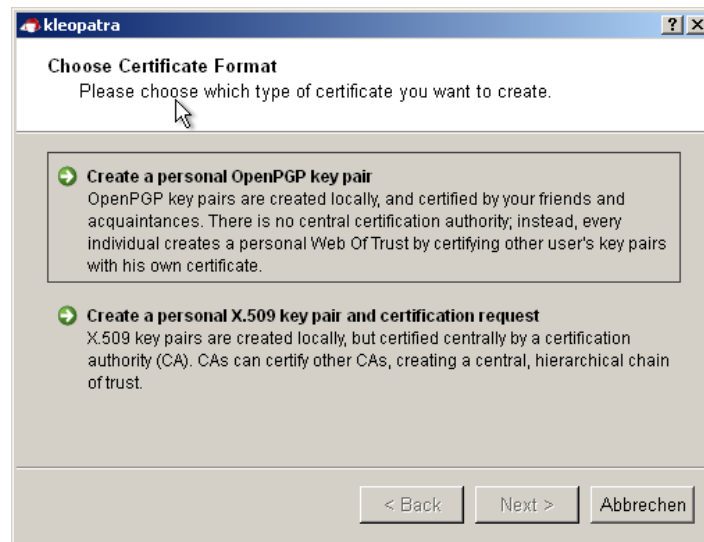 kleopatra
Choose Certificate Format
Please choose which type of certificate you want to create.
Create a personal OpenPGP key pair
OpenPGP key pairs are created locally, and certified by your friends and
acquaintances. There is no central certification authority; instead, every
individual creates a personal Web Of Trust by certifying other user's key pairs
with his own certificate.
Create a personal X.509 key pair and certification request
X.509 key pairs are created locally, but certified centrally by a certification
authority (CA). CAs can certify other CAs, creating a central, hierarchical chain
of trust.
< Back Next > Abbrechen